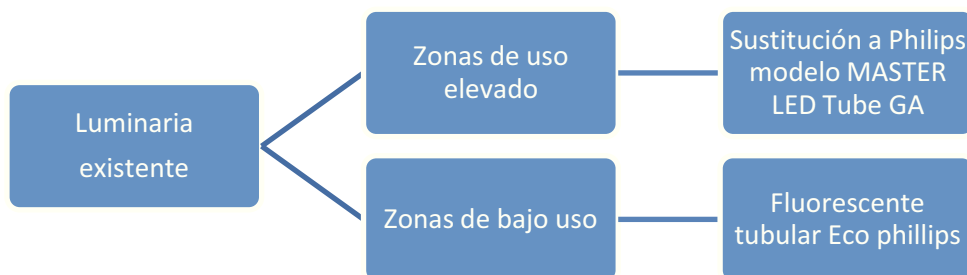 Luminaria
existente
Zonas de uso
elevado
Sustitución a Philips
modelo MASTER
LED Tube GA
Zonas de bajo uso
Fluorescente
tubular Eco phillips